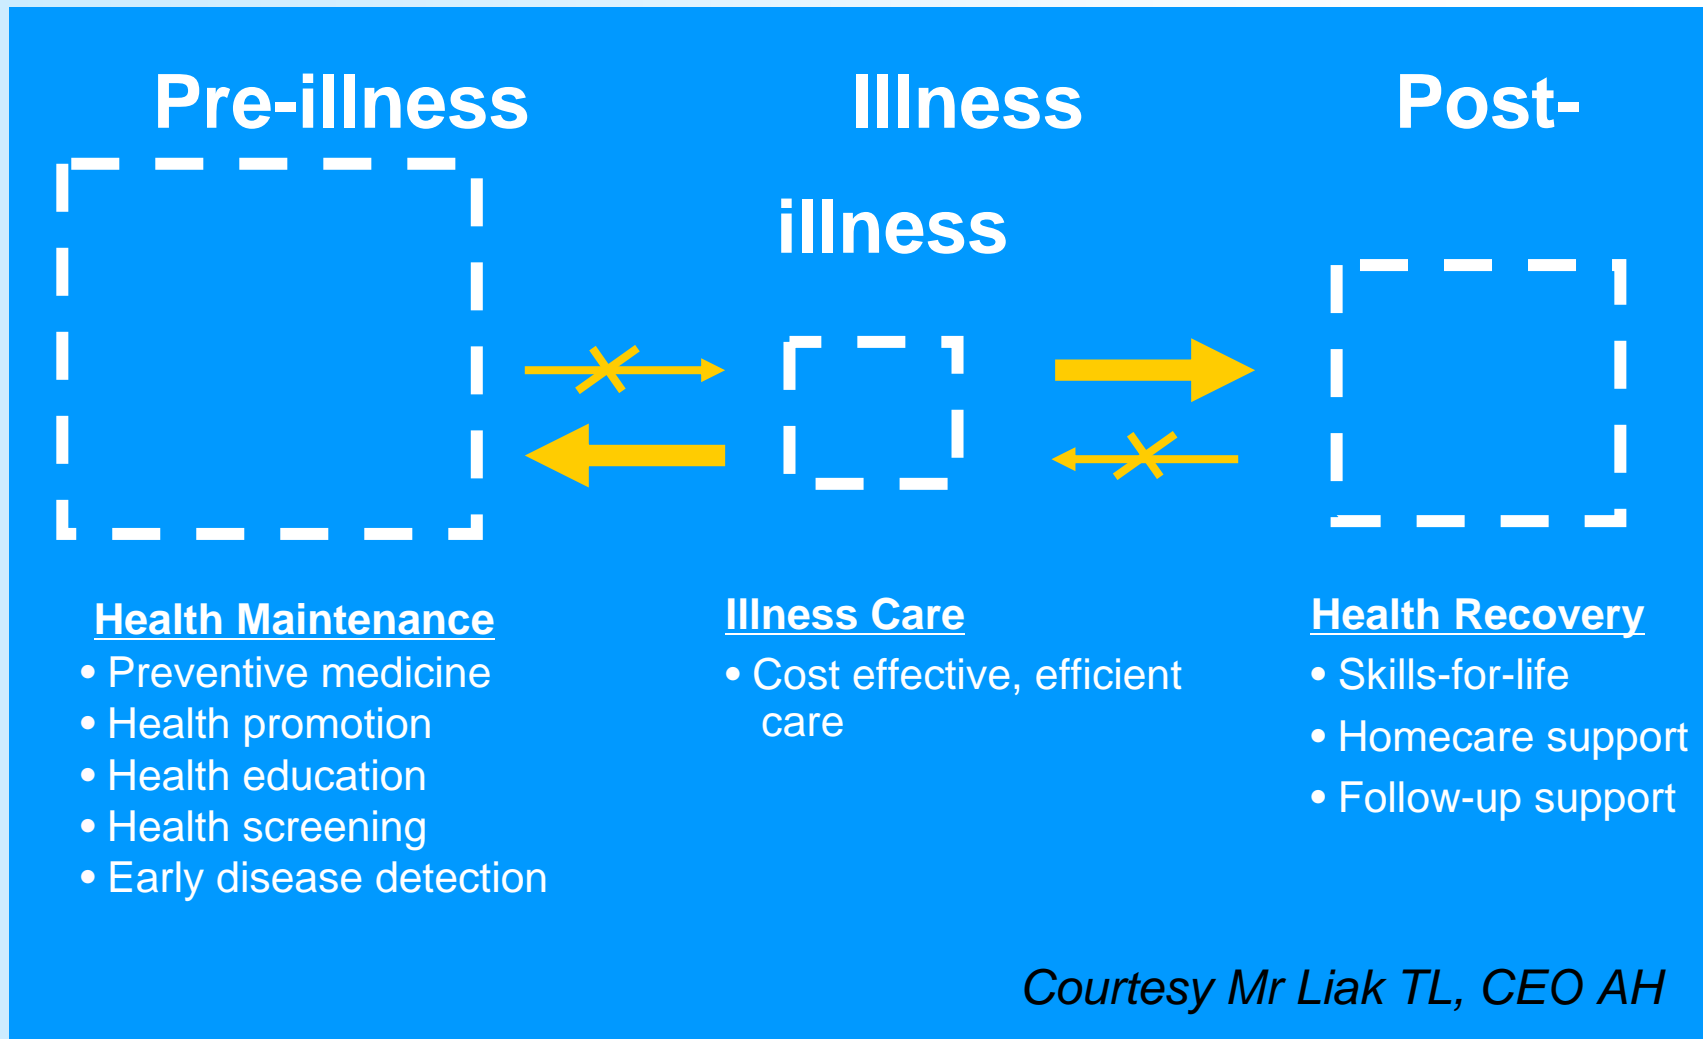 Pre-illness Illness Post-
illness
Health Maintenance
• Preventive medicine
• Health promotion
• Health education
• Health screening
• Early disease detection
Illness Care
• Cost effective, efficient
care
Health Recovery
• Skills-for-life
• Homecare support
• Follow-up support
Courtesy Mr Liak TL, CEO AH